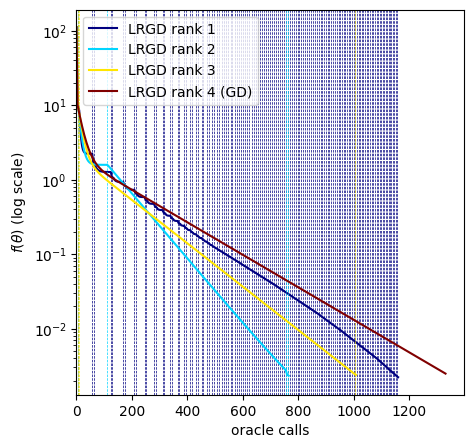 LRGD rank 1
LRGD rank 2
LRGD rank 3
LRGD rank 4 (GD)
10²
10¹
10⁰
10⁻¹
10⁻²
f(θ) (log scale)
0 200 400 600 800 1000 1200
oracle calls